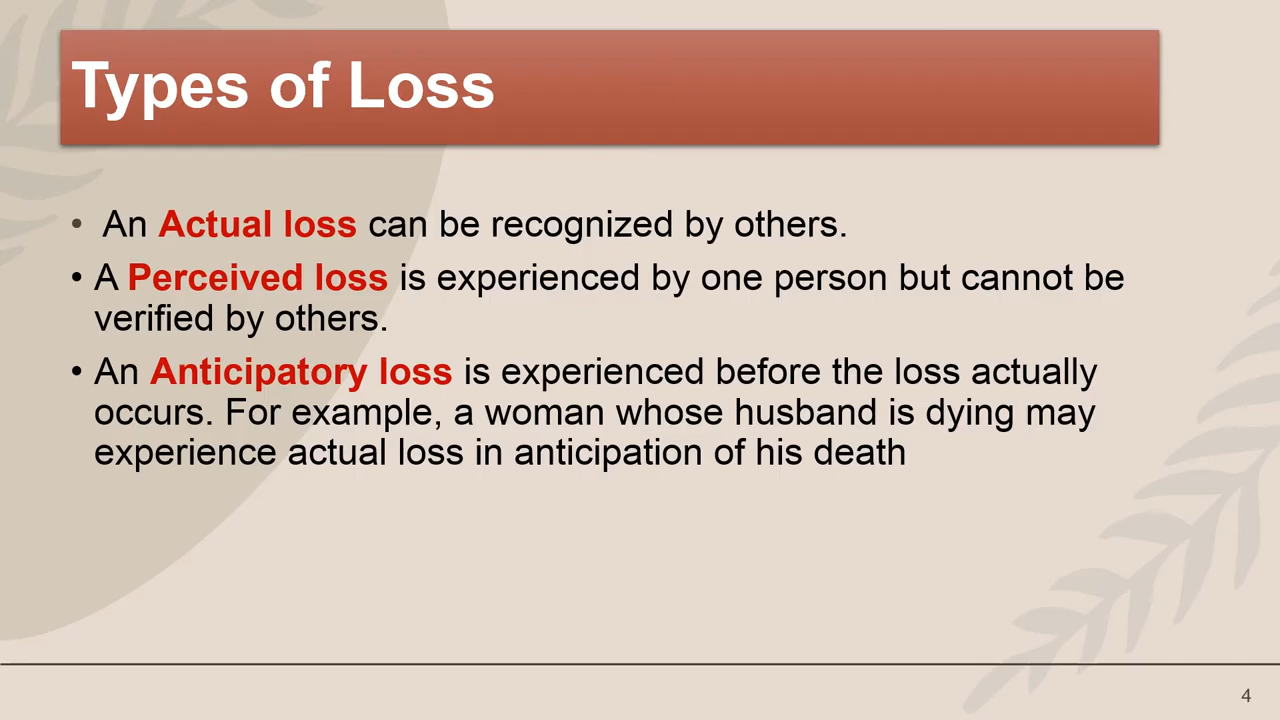 Types of Loss
• An Actual loss can be recognized by others.
• A Perceived loss is experienced by one person but cannot be
verified by others.
• An Anticipatory loss is experienced before the loss actually
occurs. For example, a woman whose husband is dying may
experience actual loss in anticipation of his death
4